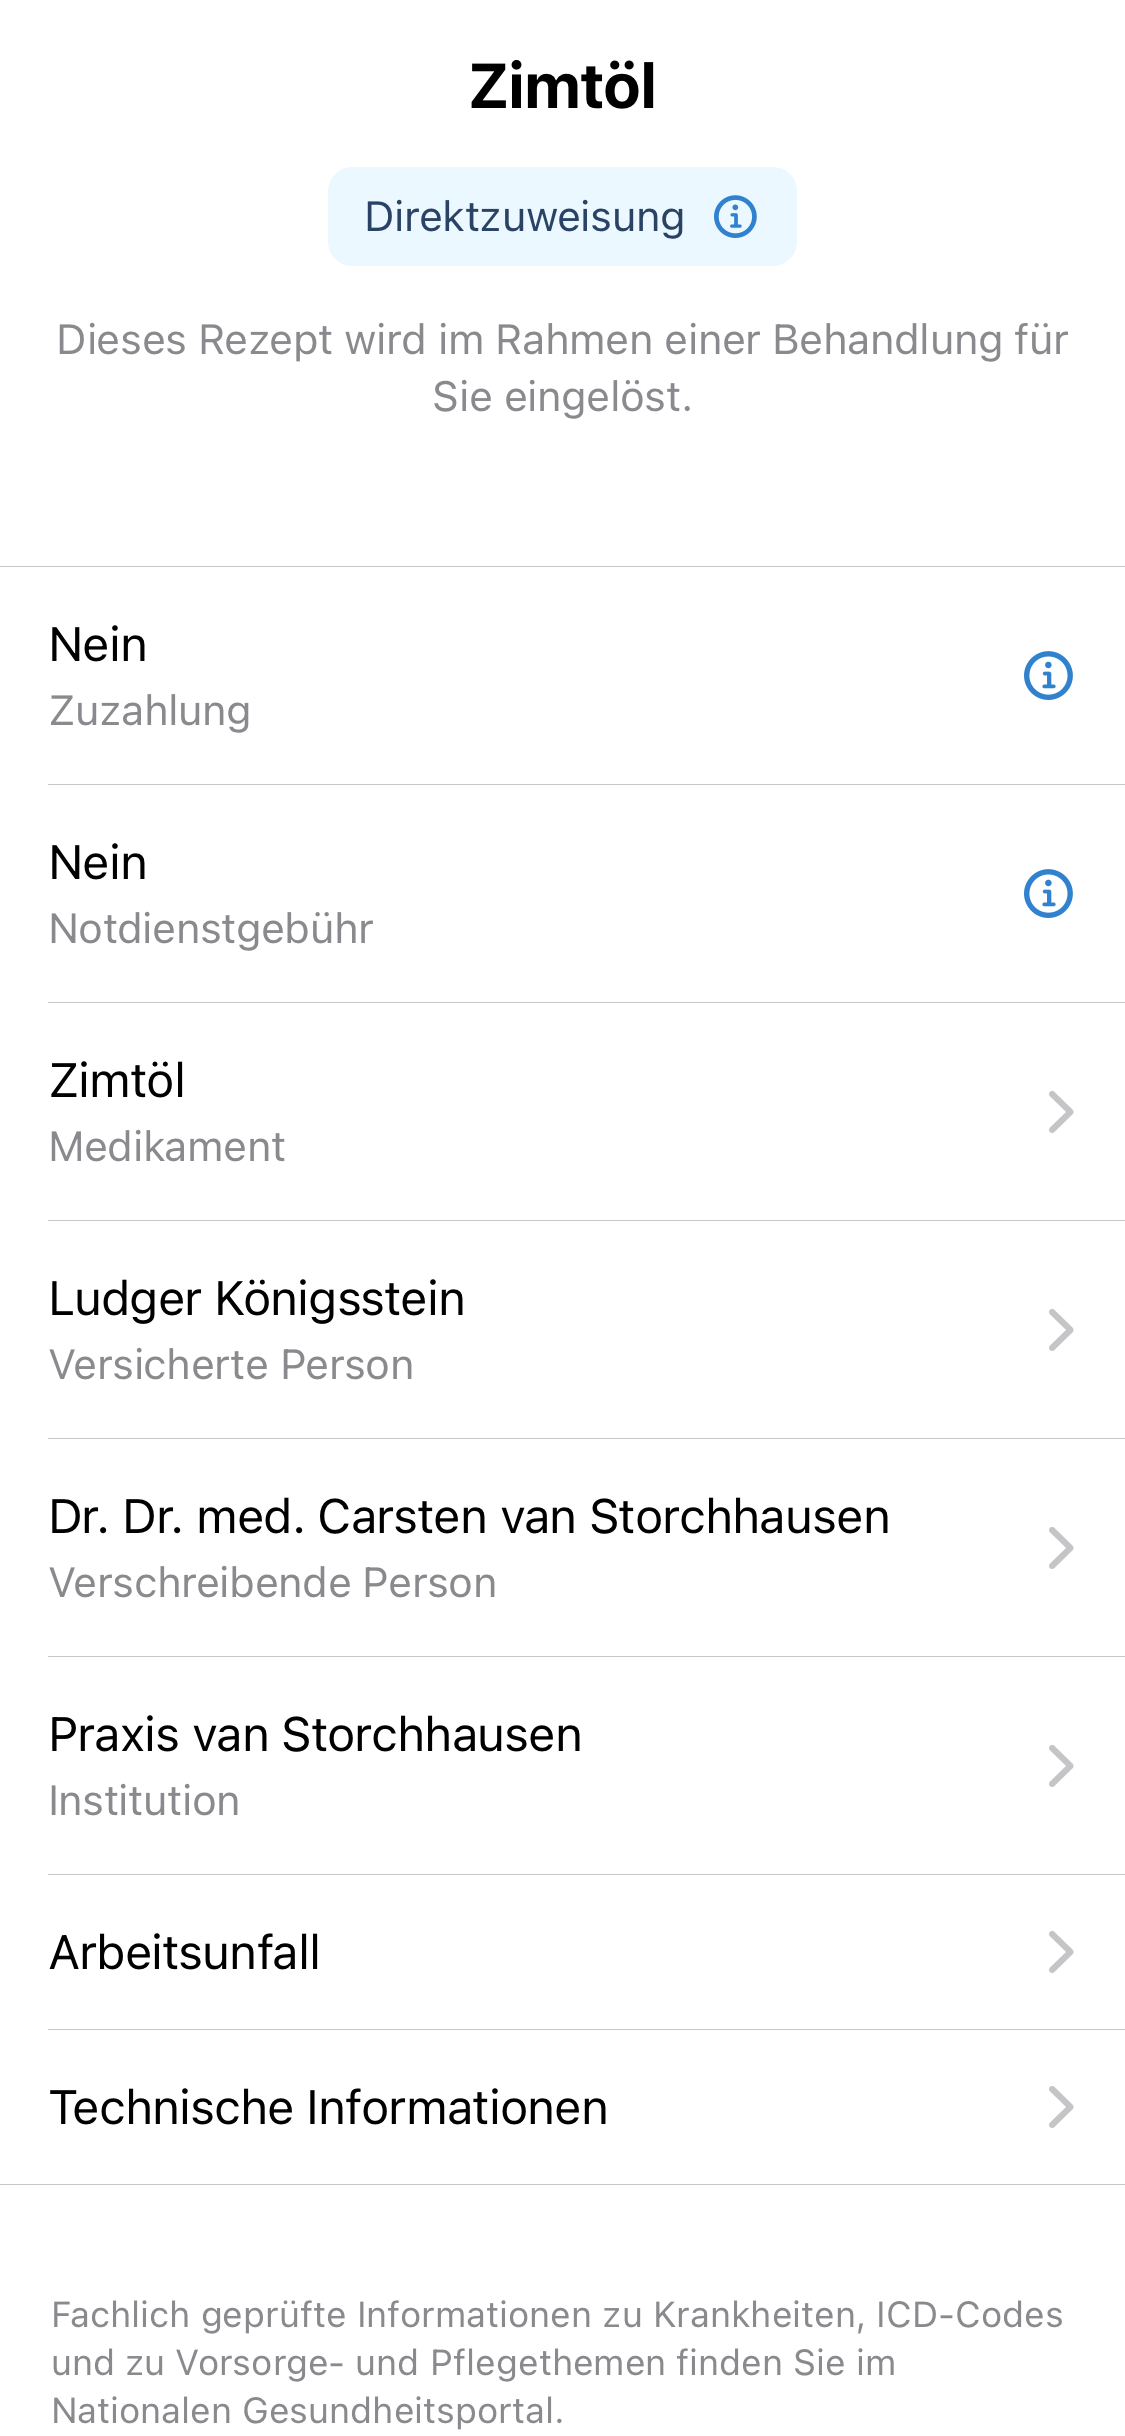 Zimtöl
Direktzuweisung
Dieses Rezept wird im Rahmen einer Behandlung für
Sie eingelöst.
Nein
Zuzahlung
Nein
Notdienstgebühr
Zimtöl
Medikament
Ludger Königsstein
Versicherte Person
Dr. Dr. med. Carsten van Storchhausen
Verschreibende Person
Praxis van Storchhausen
Institution
Arbeitsunfall
Technische Informationen
Fachlich geprüfte Informationen zu Krankheiten, ICD-Codes
und zu Vorsorge- und Pflegethemen finden Sie im
Nationalen Gesundheitsportal.